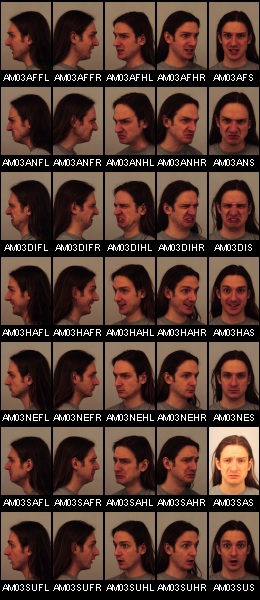 AM03AFFL AM03AFFR AM03AFHL AM03AFHR AM03AFS
AM03ANFL AM03ANFR AM03ANHL AM03ANHR AM03ANS
AM03DIFL AM03DIFR AM03DIHL AM03DIHR AM03DIS
AM03HAFL AM03HAFR AM03HAHL AM03HAHR AM03HAS
AM03NEFL AM03NEFR AM03NEHL AM03NEHR AM03NES
AM03SAFL AM03SAFR AM03SAHL AM03SAHR AM03SAS
AM03SUFL AM03SUFR AM03SUHL AM03SUHR AM03SUS